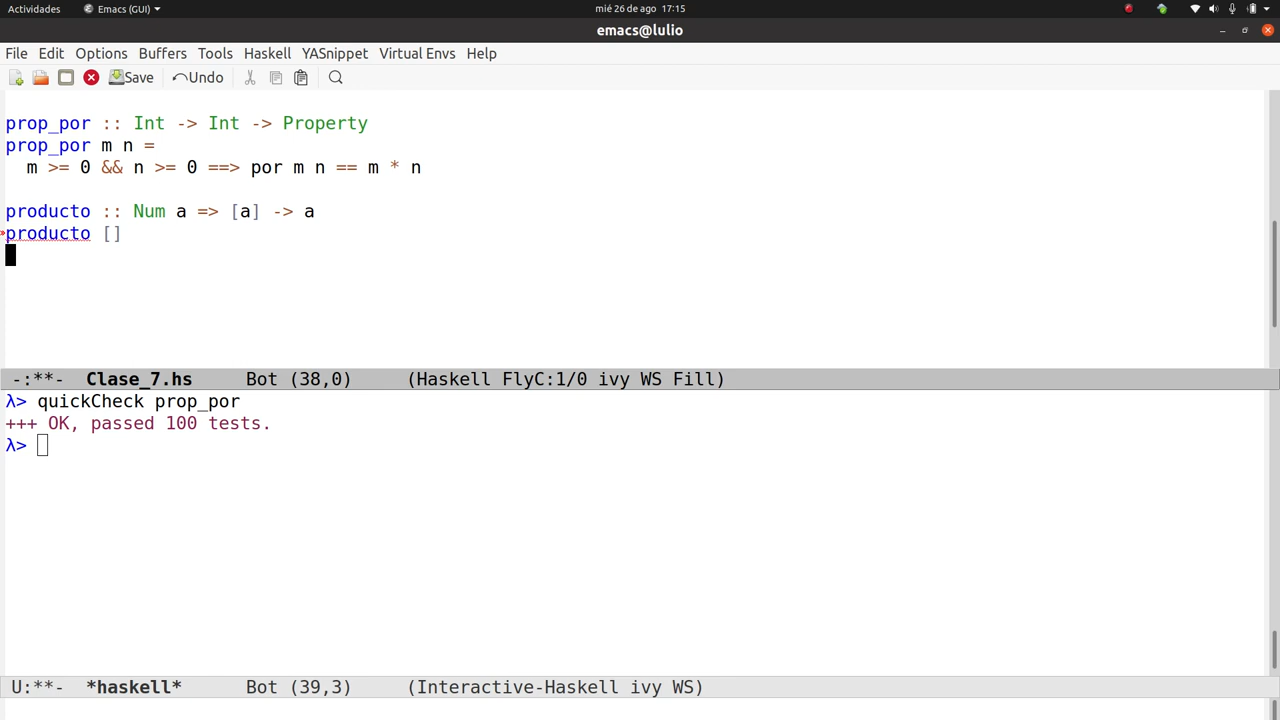 Actividades Emacs (GUI) mié 26 de ago 17:15
emacs@lulio
File Edit Options Buffers Tools Haskell YASnippet Virtual Envs Help
Save Undo
prop_por :: Int -> Int -> Property
prop_por m n =
  m >= 0 && n >= 0 ==> por m n == m * n
producto :: Num a => [a] -> a
producto []
-:**-  Clase_7.hs     Bot (38,0)     (Haskell FlyC:1/0 ivy WS Fill)
λ> quickCheck prop_por
+++ OK, passed 100 tests.
λ>
U:**-  *haskell*      Bot (39,3)     (Interactive-Haskell ivy WS)